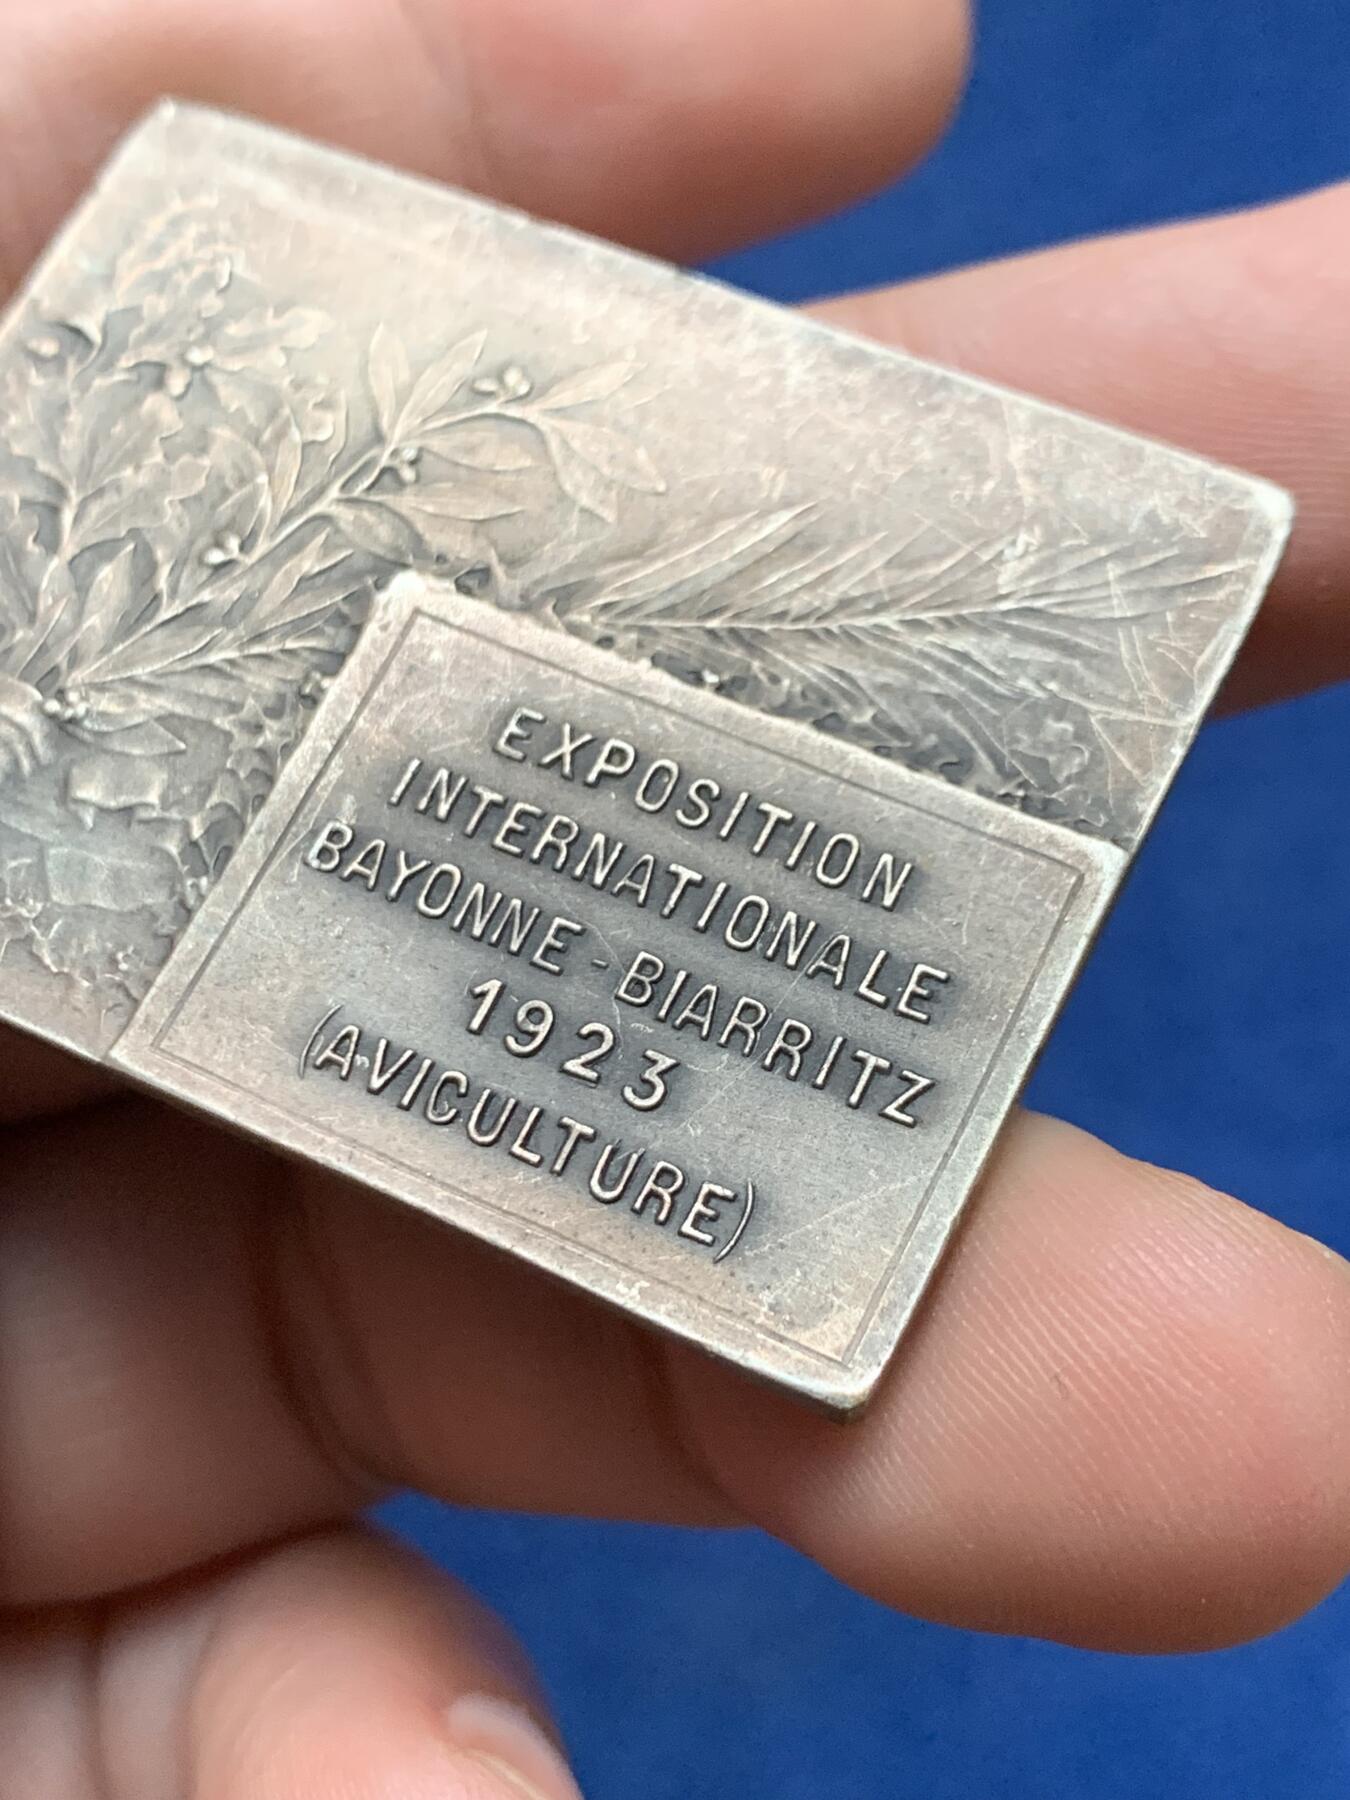 EXPOSITION
INTERNATIONALE
BAYONNE-BIARRITZ
1923
(AVICULTURE)